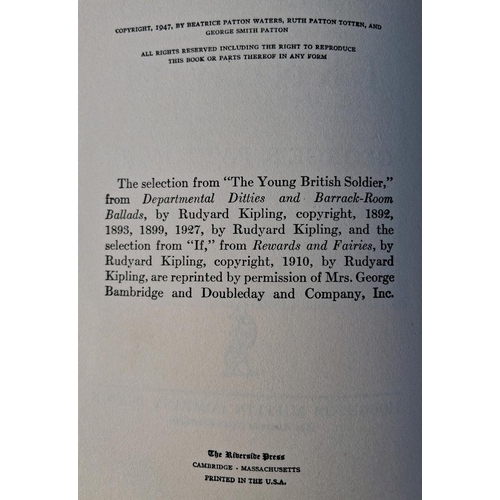 COPYRIGHT, 1947, BY BEATRICE PATTON WATERS, RUTH PATTON TOTTEN, AND
GEORGE SMITH PATTON
ALL RIGHTS RESERVED INCLUDING THE RIGHT TO REPRODUCE
THIS BOOK OR PARTS THEREOF IN ANY FORM
The selection from "The Young British Soldier,"
from Departmental Ditties and Barrack-Room
Ballads, by Rudyard Kipling, copyright, 1892,
1893, 1899, 1927, by Rudyard Kipling, and the
selection from "If," from Rewards and Fairies, by
Rudyard Kipling, copyright, 1910, by Rudyard
Kipling, are reprinted by permission of Mrs. George
Bambridge and Doubleday and Company, Inc.
The Riverside Press
CAMBRIDGE · MASSACHUSETTS
PRINTED IN THE U.S.A.